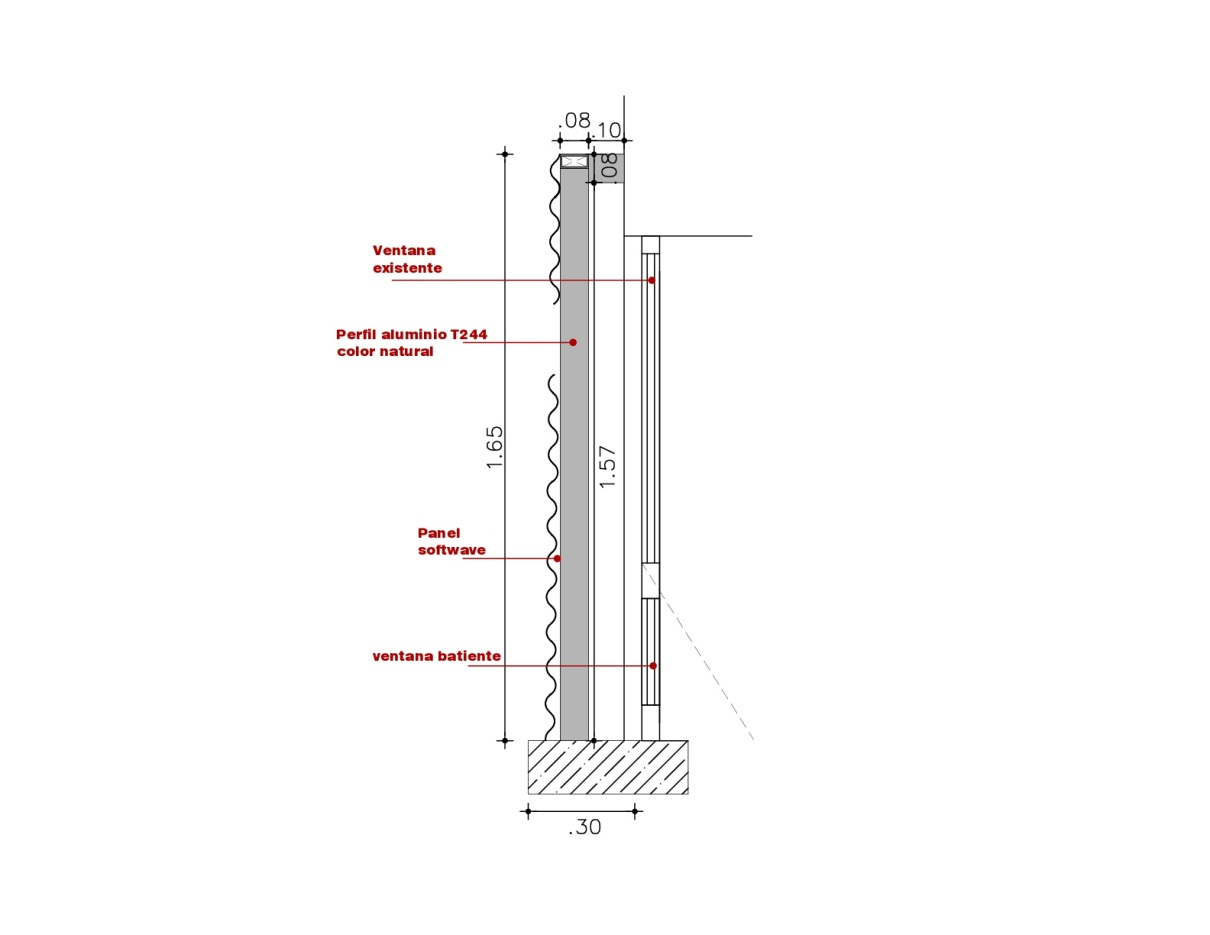 .08
.10
.08
Ventana
existente
Perfil aluminio T244
color natural
1.65
1.57
Panel
softwave
ventana batiente
.30